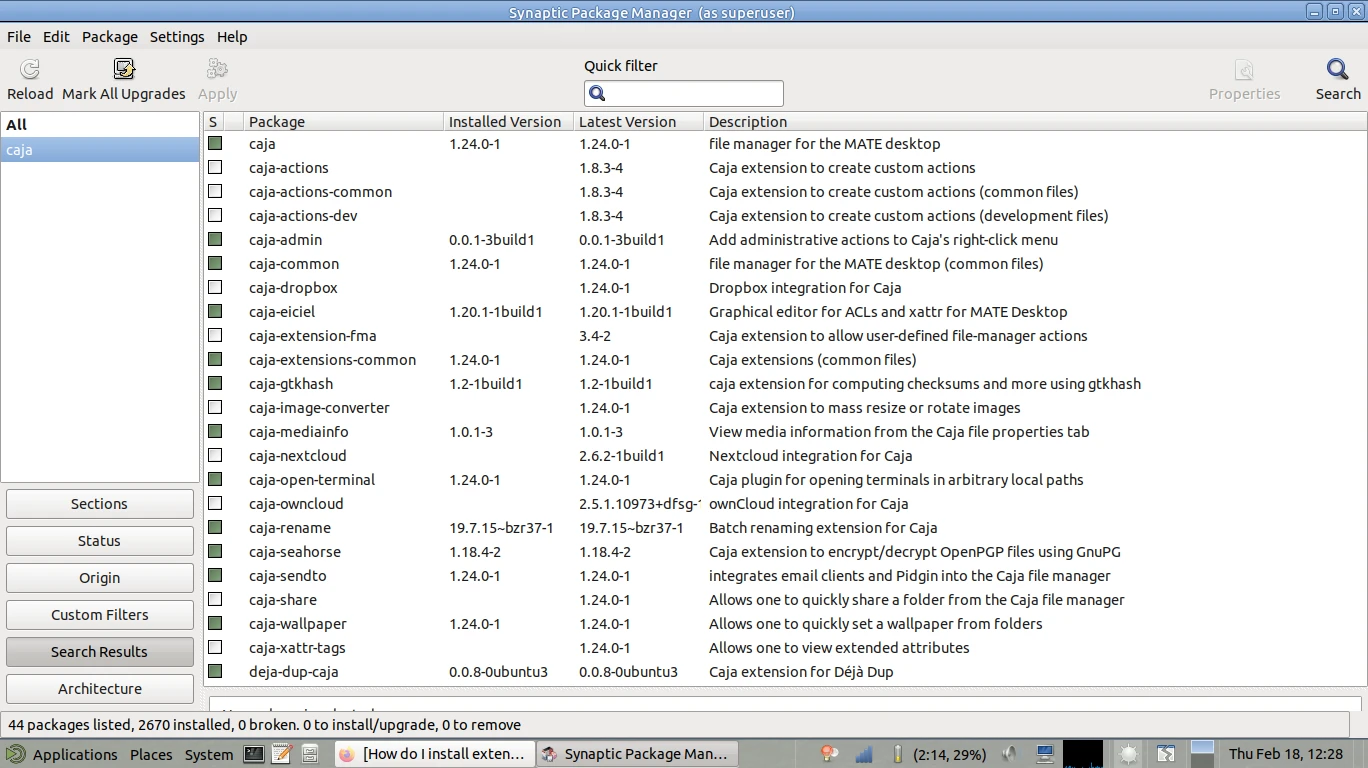 Synaptic Package Manager (as superuser)
File Edit Package Settings Help
Reload Mark All Upgrades Apply Quick filter Properties Search
All
caja
S Package Installed Version Latest Version Description
caja 1.24.0-1 1.24.0-1 file manager for the MATE desktop
caja-actions 1.8.3-4 Caja extension to create custom actions
caja-actions-common 1.8.3-4 Caja extension to create custom actions (common files)
caja-actions-dev 1.8.3-4 Caja extension to create custom actions (development files)
caja-admin 0.0.1-3build1 0.0.1-3build1 Add administrative actions to Caja's right-click menu
caja-common 1.24.0-1 1.24.0-1 file manager for the MATE desktop (common files)
caja-dropbox 1.24.0-1 Dropbox integration for Caja
caja-eiciel 1.20.1-1build1 1.20.1-1build1 Graphical editor for ACLs and xattr for MATE Desktop
caja-extension-fma 3.4-2 Caja extension to allow user-defined file-manager actions
caja-extensions-common 1.24.0-1 1.24.0-1 Caja extensions (common files)
caja-gtkhash 1.2-1build1 1.2-1build1 caja extension for computing checksums and more using gtkhash
caja-image-converter 1.24.0-1 Caja extension to mass resize or rotate images
caja-mediainfo 1.0.1-3 1.0.1-3 View media information from the Caja file properties tab
caja-nextcloud 2.6.2-1build1 Nextcloud integration for Caja
caja-open-terminal 1.24.0-1 1.24.0-1 Caja plugin for opening terminals in arbitrary local paths
caja-owncloud 2.5.1.10973+dfsg- ownCloud integration for Caja
caja-rename 19.7.15~bzr37-1 19.7.15~bzr37-1 Batch renaming extension for Caja
caja-seahorse 1.18.4-2 1.18.4-2 Caja extension to encrypt/decrypt OpenPGP files using GnuPG
caja-sendto 1.24.0-1 1.24.0-1 integrates email clients and Pidgin into the Caja file manager
caja-share 1.24.0-1 Allows one to quickly share a folder from the Caja file manager
caja-wallpaper 1.24.0-1 1.24.0-1 Allows one to quickly set a wallpaper from folders
caja-xattr-tags 1.24.0-1 Allows one to view extended attributes
deja-dup-caja 0.0.8-0ubuntu3 0.0.8-0ubuntu3 Caja extension for Déjà Dup
Sections
Status
Origin
Custom Filters
Search Results
Architecture
44 packages listed, 2670 installed, 0 broken. 0 to install/upgrade, 0 to remove
Applications Places System [How do I install exten... Synaptic Package Man... (2:14, 29%) Thu Feb 18, 12:28